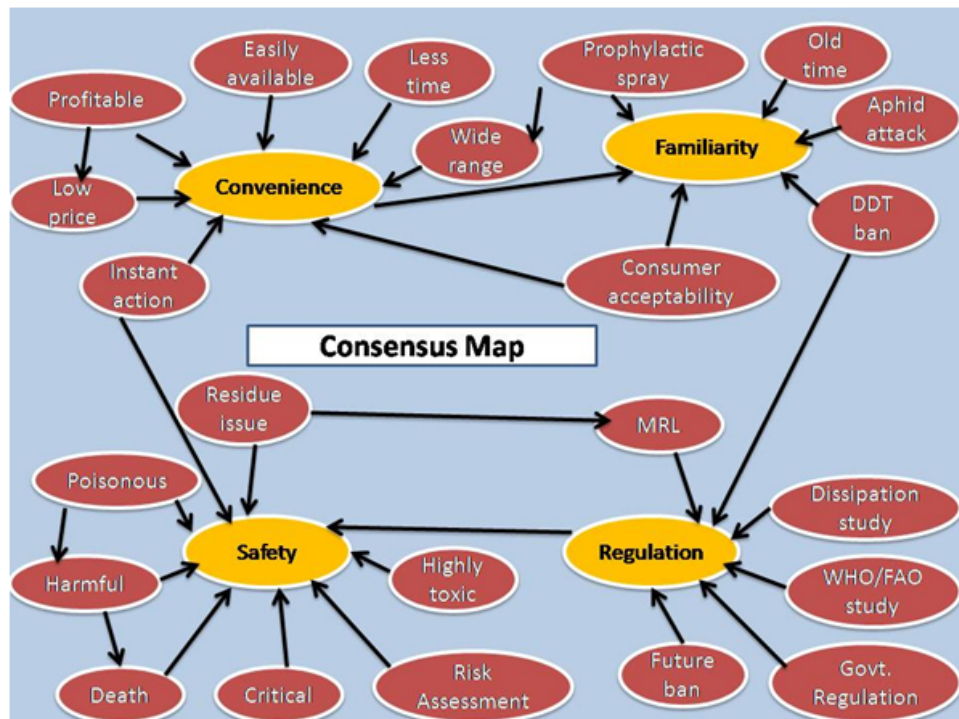 Easily
available
Less
time
Prophylactic
spray
Old
time
Profitable
Aphid
attack
Wide
range
Familiarity
Convenience
Low
price
DDT
ban
Instant
action
Consumer
acceptability
Consensus Map
Residue
issue
MRL
Poisonous
Dissipation
study
Safety
Regulation
Highly
toxic
Harmful
WHO/FAO
study
Death
Critical
Risk
Assessment
Future
ban
Govt.
Regulation